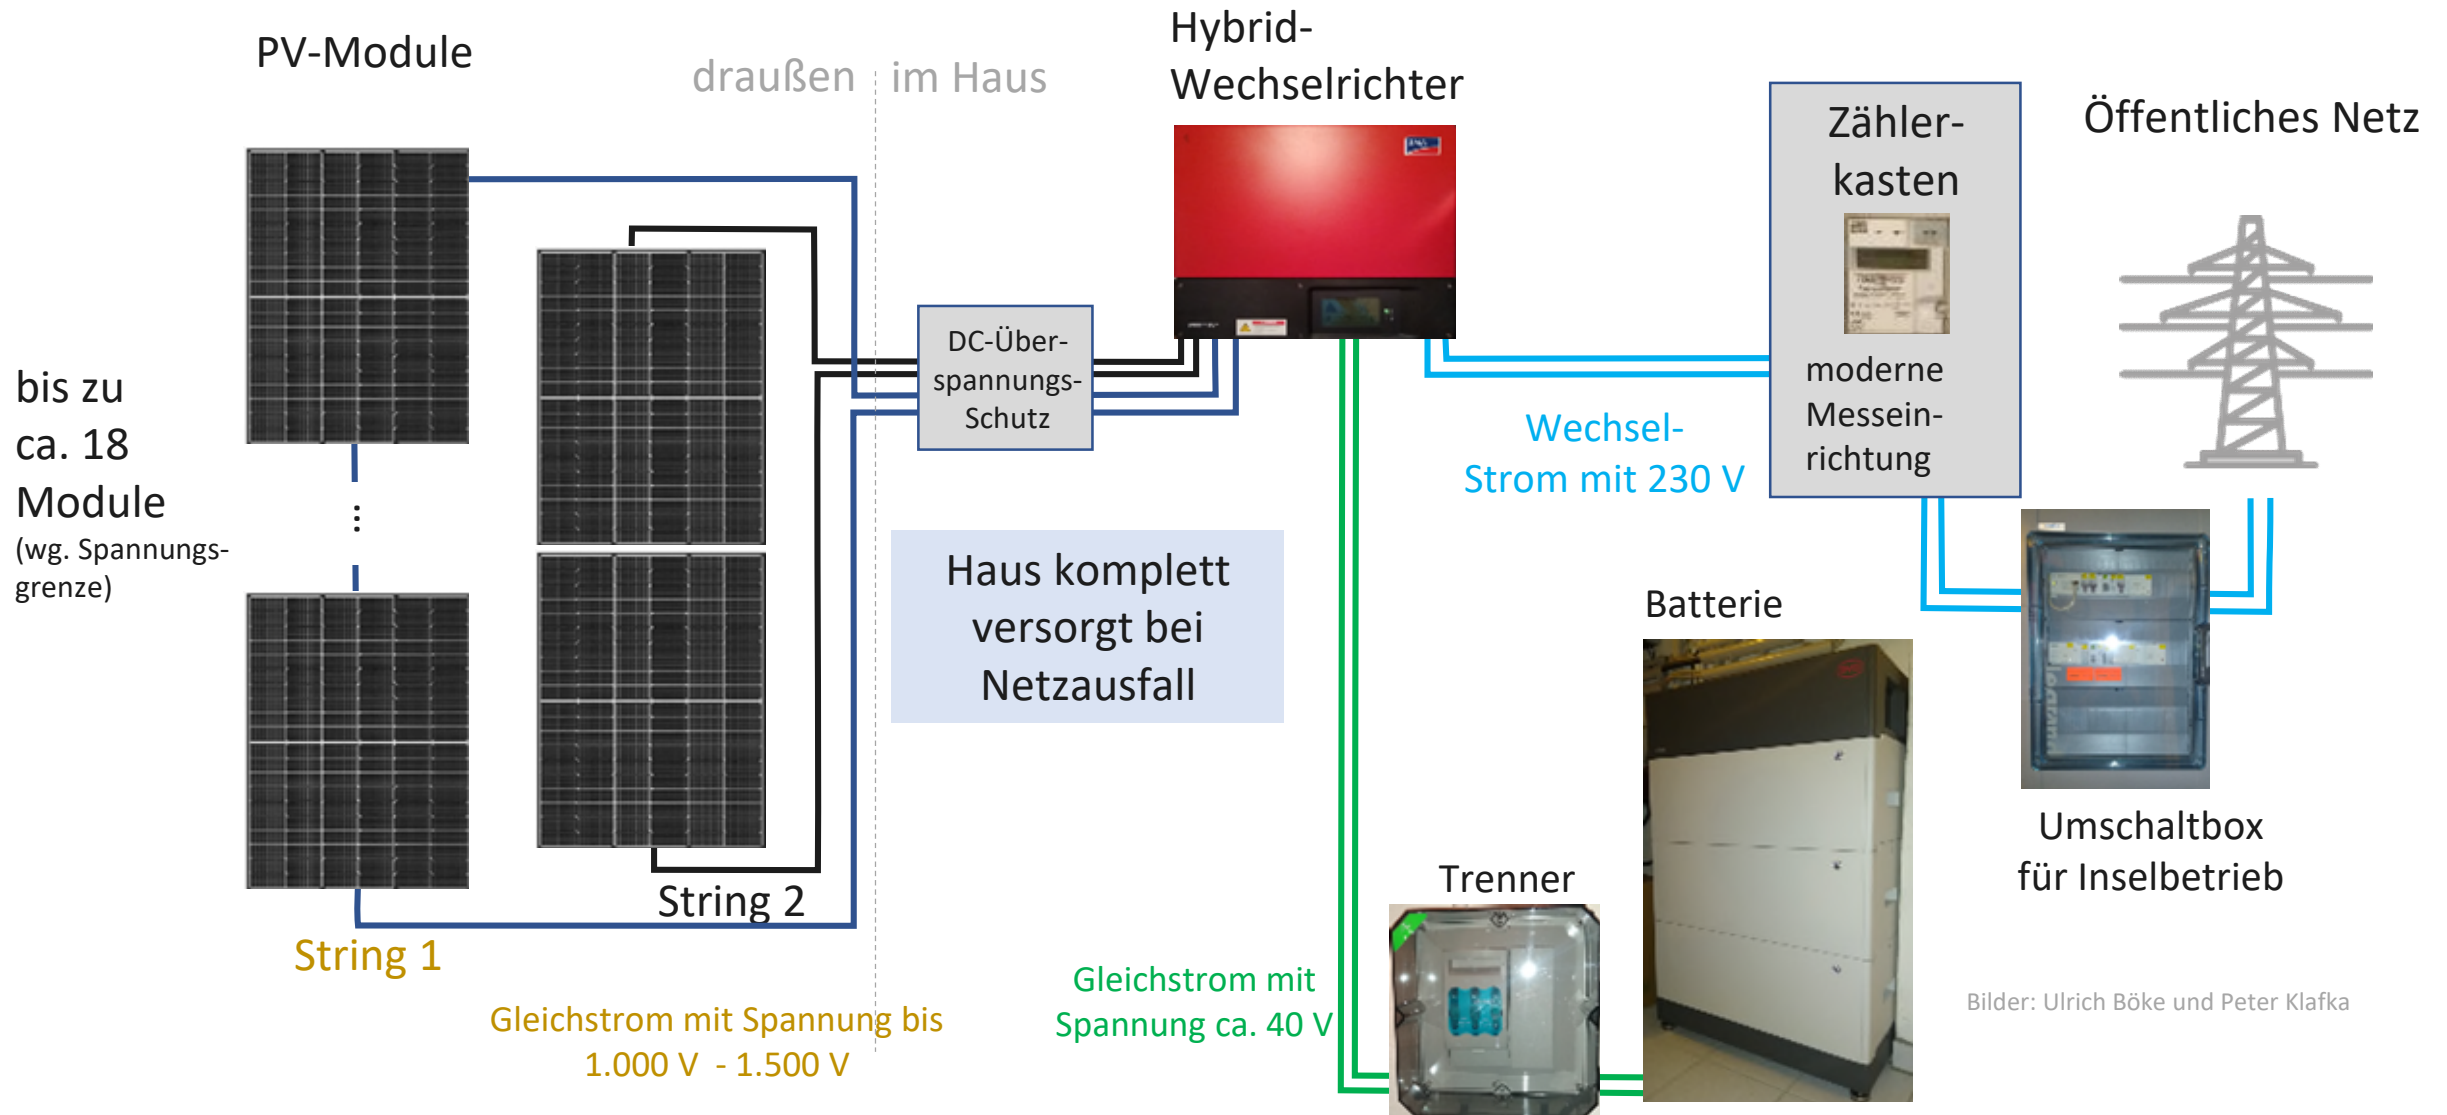 PV-Module
draußen
im Haus
Hybrid-
Wechselrichter
Zähler-
kasten
moderne
Messein-
richtung
Öffentliches Netz
bis zu
ca. 18
Module
(wg. Spannungs-
grenze)
DC-Über-
spannungs-
Schutz
Wechsel-
Strom mit 230 V
Haus komplett
versorgt bei
Netzausfall
Batterie
Umschaltbox
für Inselbetrieb
Trenner
String 2
String 1
Gleichstrom mit Spannung bis
1.000 V - 1.500 V
Gleichstrom mit
Spannung ca. 40 V
Bilder: Ulrich Böke und Peter Klafka